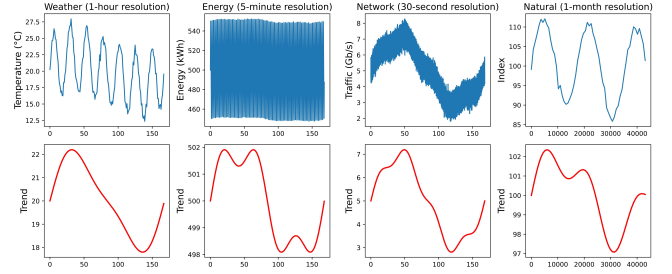 Weather (1-hour resolution)
Energy (5-minute resolution)
Network (30-second resolution)
Natural (1-month resolution)
Temperature (°C)
27.5
25.0
22.5
20.0
17.5
15.0
12.5
0 50 100 150
Energy (kWh)
540
520
500
480
460
0 50 100 150
Traffic (Gb/s)
8
7
6
5
4
3
2
0 50 100 150
Index
110
105
100
95
90
85
0 10000 20000 30000 40000
Trend
22
21
20
19
18
0 50 100 150
Trend
502
501
500
499
498
0 50 100 150
Trend
7
6
5
4
3
0 50 100 150
Trend
102
101
100
99
98
97
0 10000 20000 30000 40000